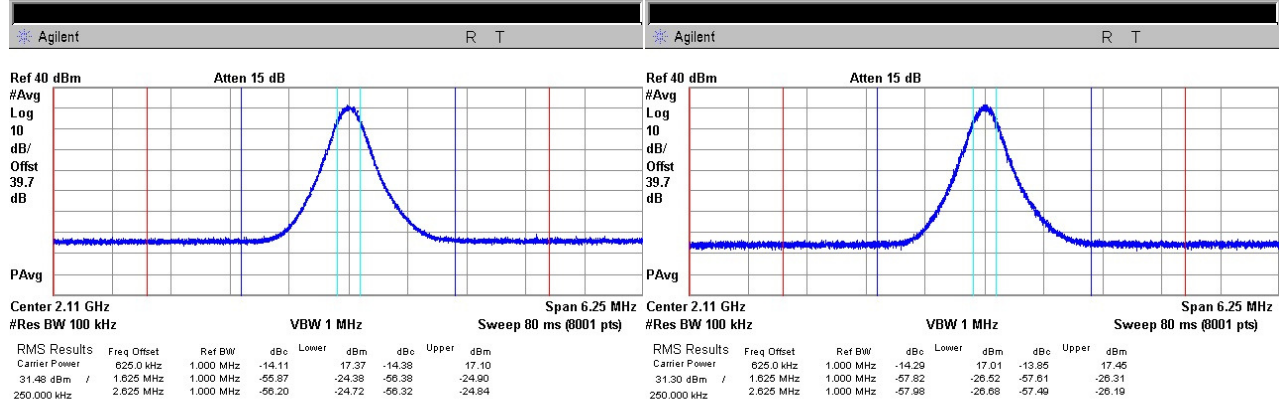 Agilent R T
Ref 40 dBm Atten 15 dB
#Avg
Log
10
dB/
Offst
39.7
dB
PAvg
Center 2.11 GHz Span 6.25 MHz
#Res BW 100 kHz VBW 1 MHz Sweep 80 ms (8001 pts)
RMS Results Freq Offset Ref BW dBc Lower dBm dBc Upper dBm
Carrier Power 625.0 kHz 1.000 MHz -14.11 17.37 -14.38 17.10
31.48 dBm / 1.625 MHz 1.000 MHz -55.87 -24.38 -56.38 -24.90
250.000 kHz 2.625 MHz 1.000 MHz -56.20 -24.72 -56.32 -24.84
Agilent R T
Ref 40 dBm Atten 15 dB
#Avg
Log
10
dB/
Offst
39.7
dB
PAvg
Center 2.11 GHz Span 6.25 MHz
#Res BW 100 kHz VBW 1 MHz Sweep 80 ms (8001 pts)
RMS Results Freq Offset Ref BW dBc Lower dBm dBc Upper dBm
Carrier Power 625.0 kHz 1.000 MHz -14.29 17.01 -13.85 17.45
31.30 dBm / 1.625 MHz 1.000 MHz -57.82 -26.52 -57.61 -26.31
250.000 kHz 2.625 MHz 1.000 MHz -57.98 -26.68 -57.49 -26.19